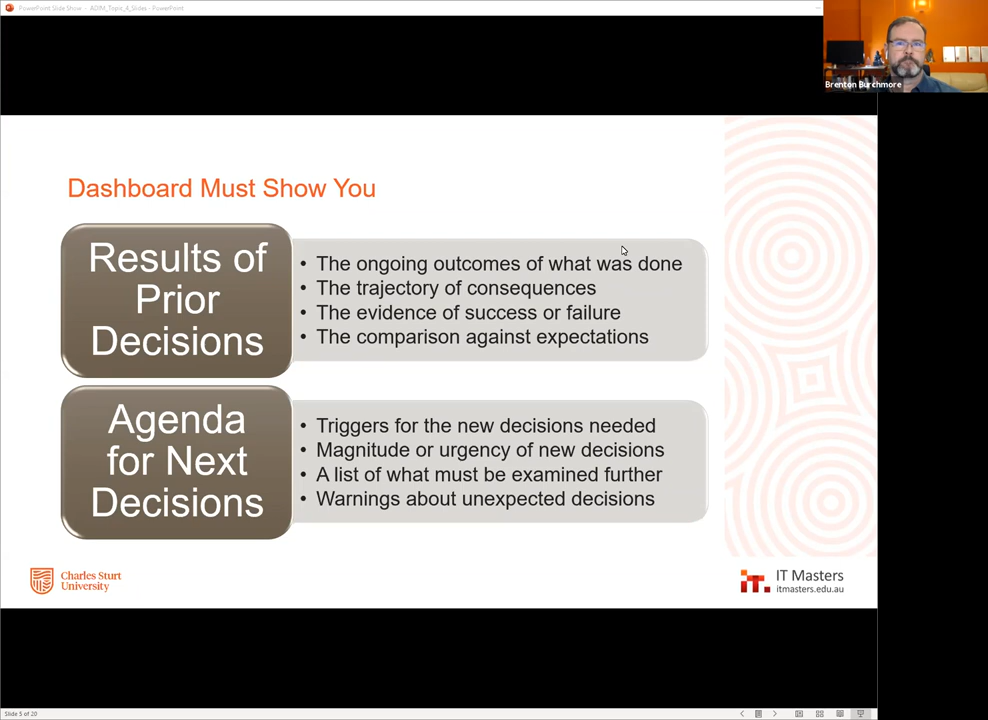 PowerPoint Slide Show - ADIM_Topic_4_Slides - PowerPoint
Brenton Burchmore
Dashboard Must Show You
Results of
Prior
Decisions
• The ongoing outcomes of what was done
• The trajectory of consequences
• The evidence of success or failure
• The comparison against expectations
Agenda
for Next
Decisions
• Triggers for the new decisions needed
• Magnitude or urgency of new decisions
• A list of what must be examined further
• Warnings about unexpected decisions
Charles Sturt
University
IT Masters
itmasters.edu.au
Slide 5 of 20